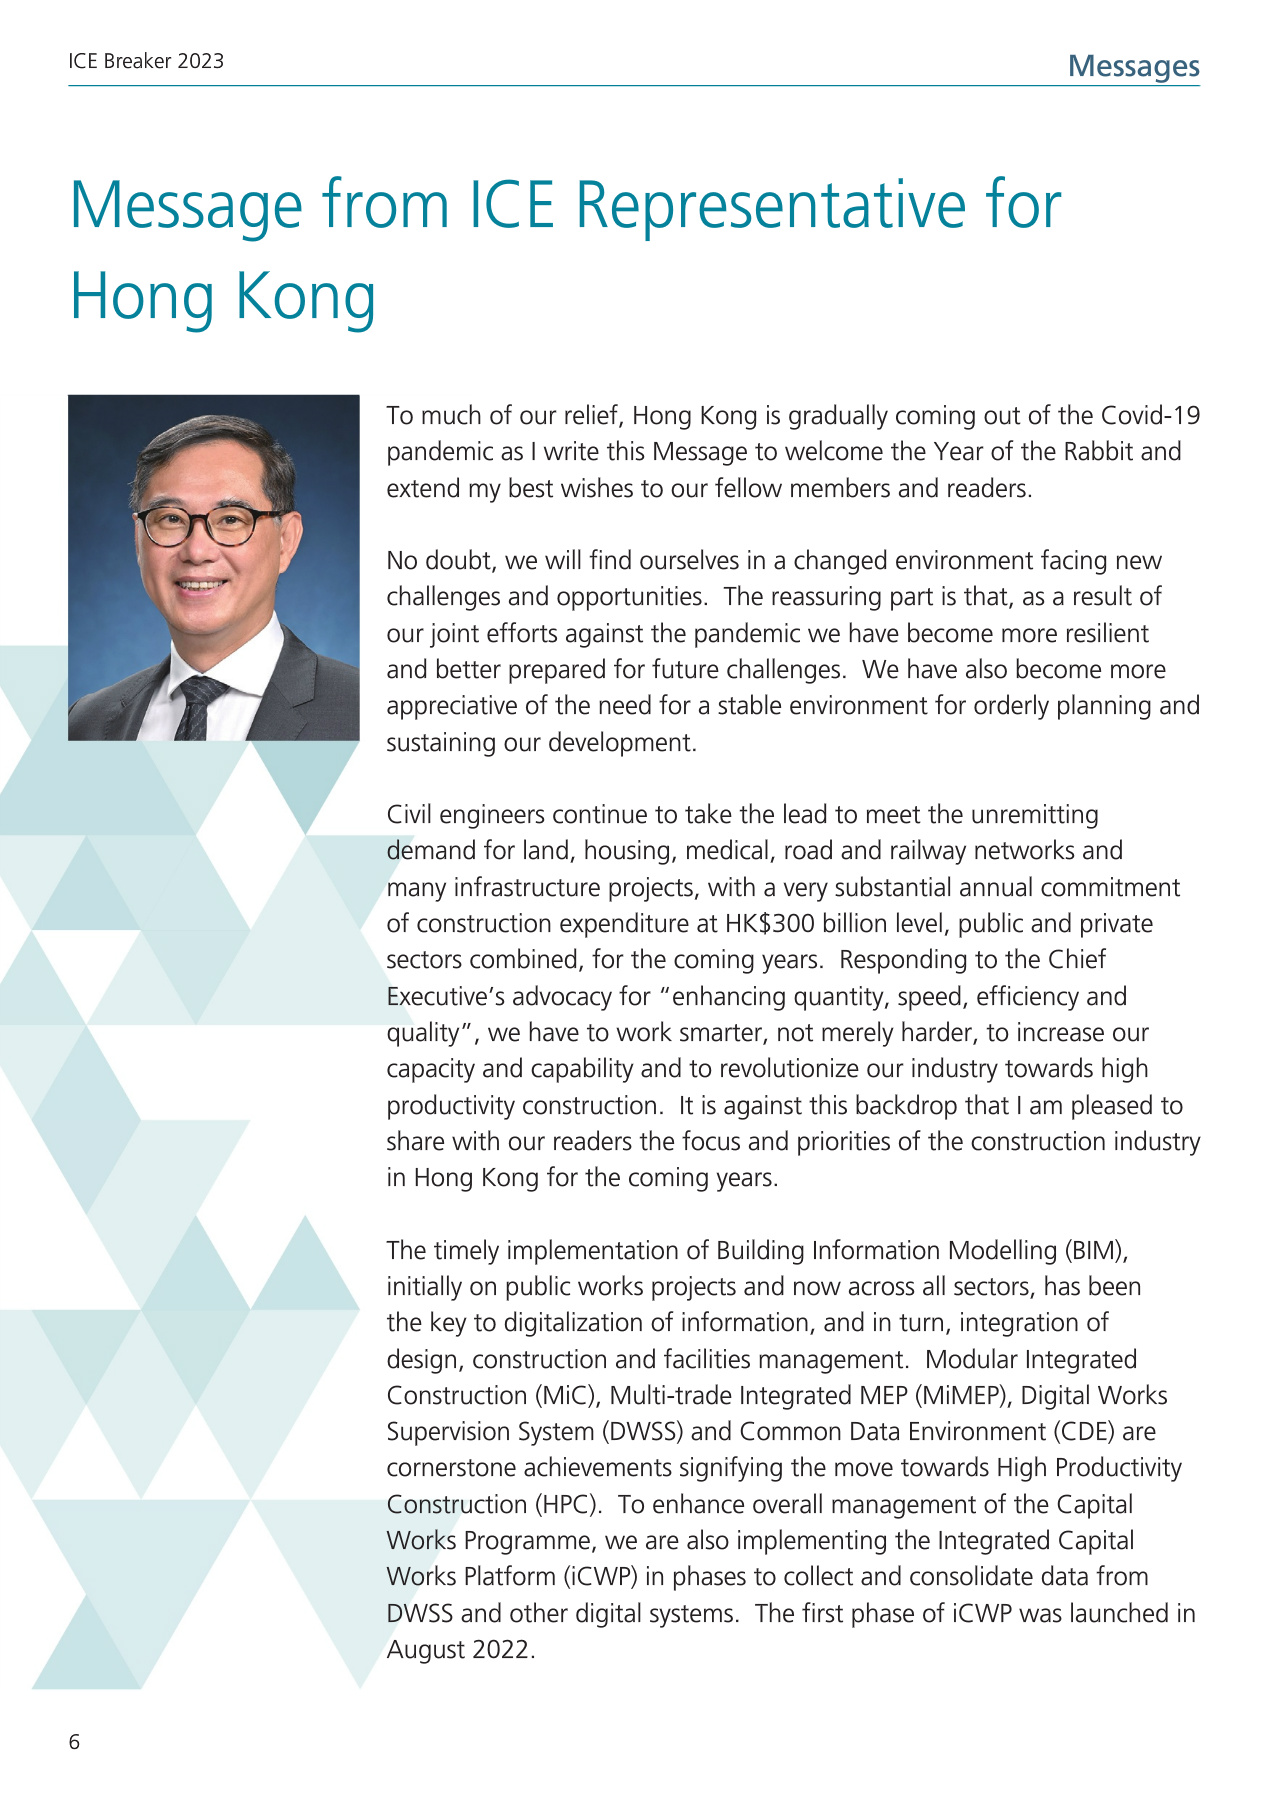 ICE Breaker 2023
Messages
Message from ICE Representative for
Hong Kong
To much of our relief, Hong Kong is gradually coming out of the Covid-19
pandemic as I write this Message to welcome the Year of the Rabbit and
extend my best wishes to our fellow members and readers.
No doubt, we will find ourselves in a changed environment facing new
challenges and opportunities.  The reassuring part is that, as a result of
our joint efforts against the pandemic we have become more resilient
and better prepared for future challenges.  We have also become more
appreciative of the need for a stable environment for orderly planning and
sustaining our development.
Civil engineers continue to take the lead to meet the unremitting
demand for land, housing, medical, road and railway networks and
many infrastructure projects, with a very substantial annual commitment
of construction expenditure at HK$300 billion level, public and private
sectors combined, for the coming years.  Responding to the Chief
Executive’s advocacy for “enhancing quantity, speed, efficiency and
quality”, we have to work smarter, not merely harder, to increase our
capacity and capability and to revolutionize our industry towards high
productivity construction.  It is against this backdrop that I am pleased to
share with our readers the focus and priorities of the construction industry
in Hong Kong for the coming years.
The timely implementation of Building Information Modelling (BIM),
initially on public works projects and now across all sectors, has been
the key to digitalization of information, and in turn, integration of
design, construction and facilities management.  Modular Integrated
Construction (MiC), Multi-trade Integrated MEP (MiMEP), Digital Works
Supervision System (DWSS) and Common Data Environment (CDE) are
cornerstone achievements signifying the move towards High Productivity
Construction (HPC).  To enhance overall management of the Capital
Works Programme, we are also implementing the Integrated Capital
Works Platform (iCWP) in phases to collect and consolidate data from
DWSS and other digital systems.  The first phase of iCWP was launched in
August 2022.
6